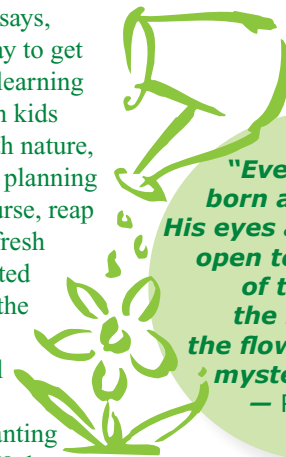 says,
ay to get
learning
n kids
th nature,
planning
urse, reap
fresh
ted
the
l
anting
"Eve
born a
His eyes a
open to
of t
the
the flow
myste
—